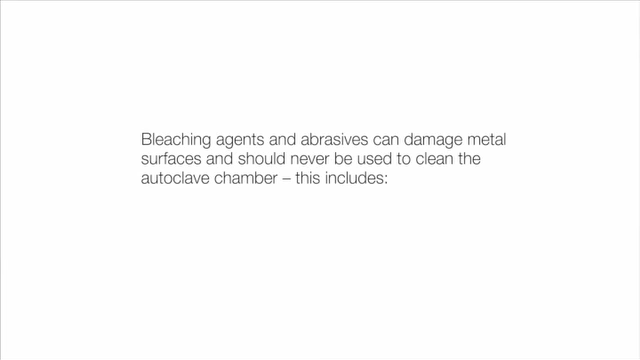 Bleaching agents and abrasives can damage metal
surfaces and should never be used to clean the
autoclave chamber – this includes: